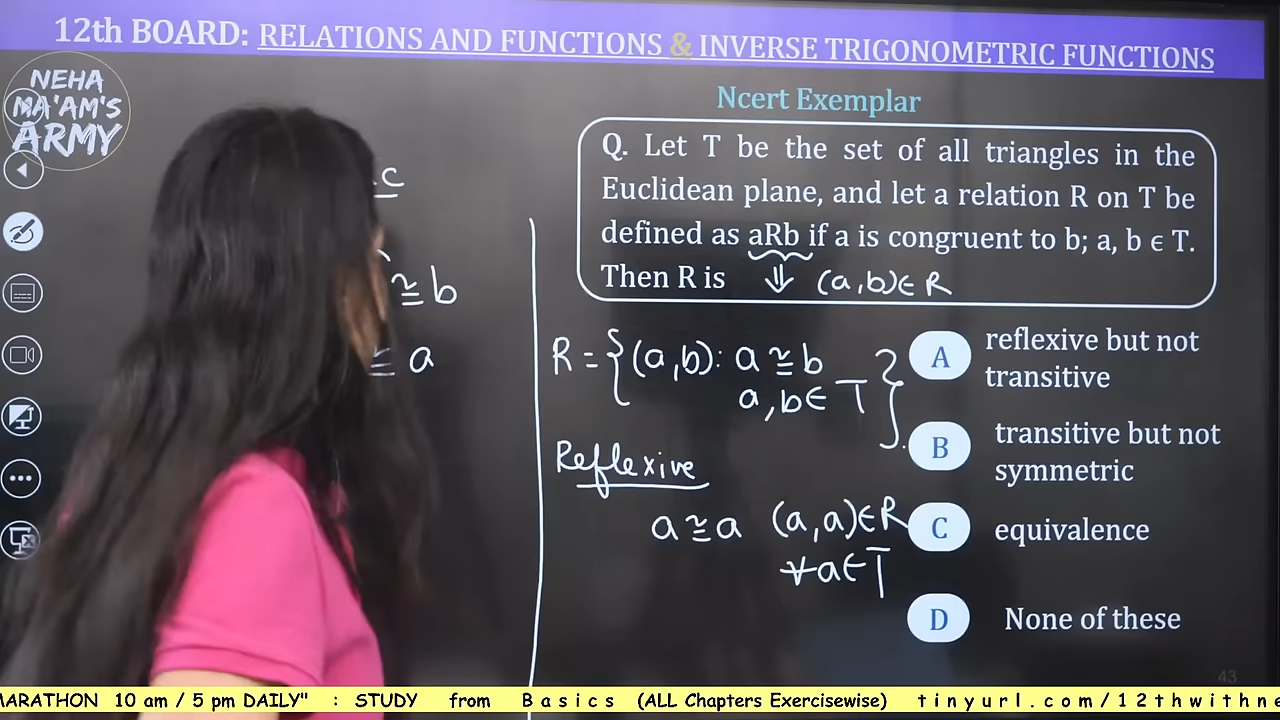 12th BOARD: RELATIONS AND FUNCTIONS & INVERSE TRIGONOMETRIC FUNCTIONS
NEHA
MA'AM'S
ARMY
Ncert Exemplar
Q. Let T be the set of all triangles in the
Euclidean plane, and let a relation R on T be
defined as aRb if a is congruent to b; a, b ∈ T.
Then R is ⇓ (a,b)∈ R
c
≅ b
≅ a
R = {(a,b): a ≅ b
a,b∈ T }
Reflexive
a ≅ a (a,a)∈R
∀a∈T
A reflexive but not
transitive
B transitive but not
symmetric
C equivalence
D None of these
43
MARATHON 10 am / 5 pm DAILY" : STUDY from Basics (ALL Chapters Exercisewise) tinyurl.com/12thwithne